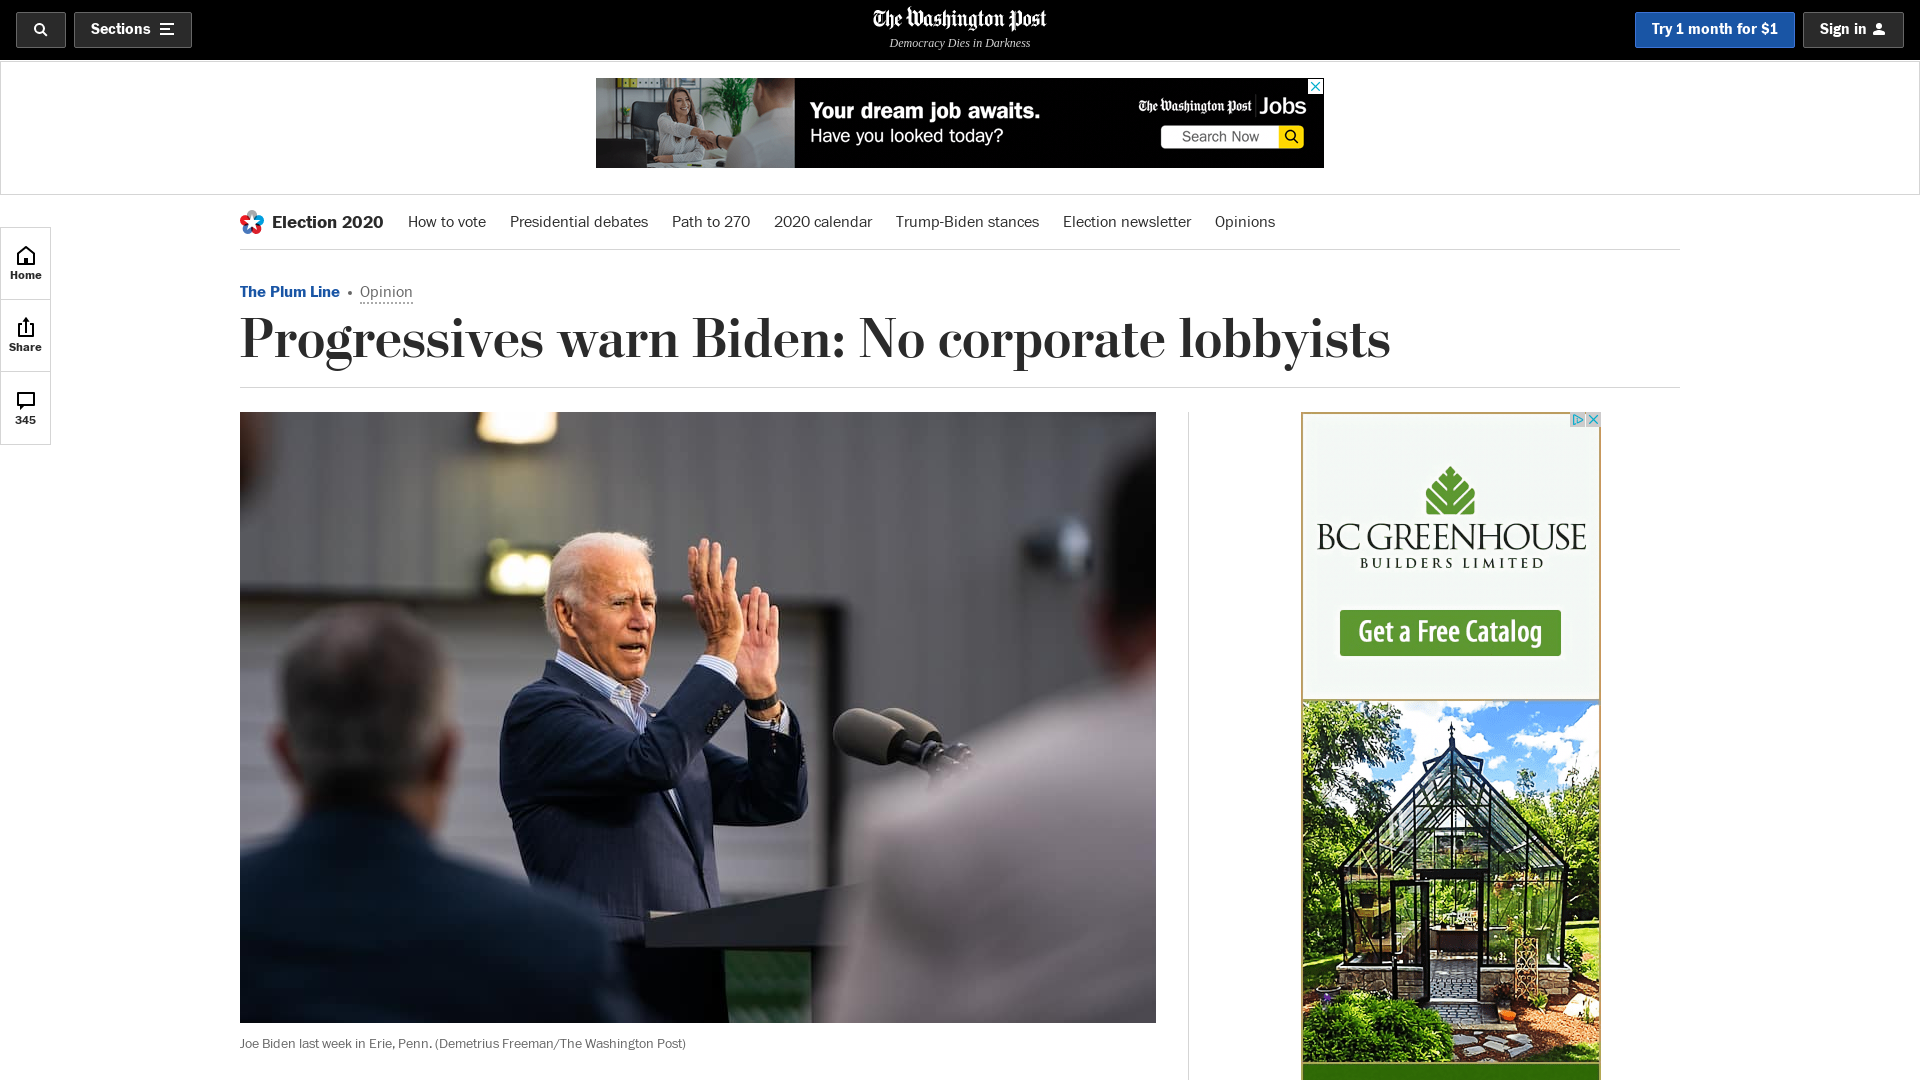 Sections
The Washington Post
Democracy Dies in Darkness
Try 1 month for $1
Sign in
Your dream job awaits.
Have you looked today?
The Washington Post Jobs
Search Now
Election 2020
How to vote
Presidential debates
Path to 270
2020 calendar
Trump-Biden stances
Election newsletter
Opinions
Home
Share
345
The Plum Line • Opinion
Progressives warn Biden: No corporate lobbyists
BC GREENHOUSE
BUILDERS LIMITED
Get a Free Catalog
Joe Biden last week in Erie, Penn. (Demetrius Freeman/The Washington Post)